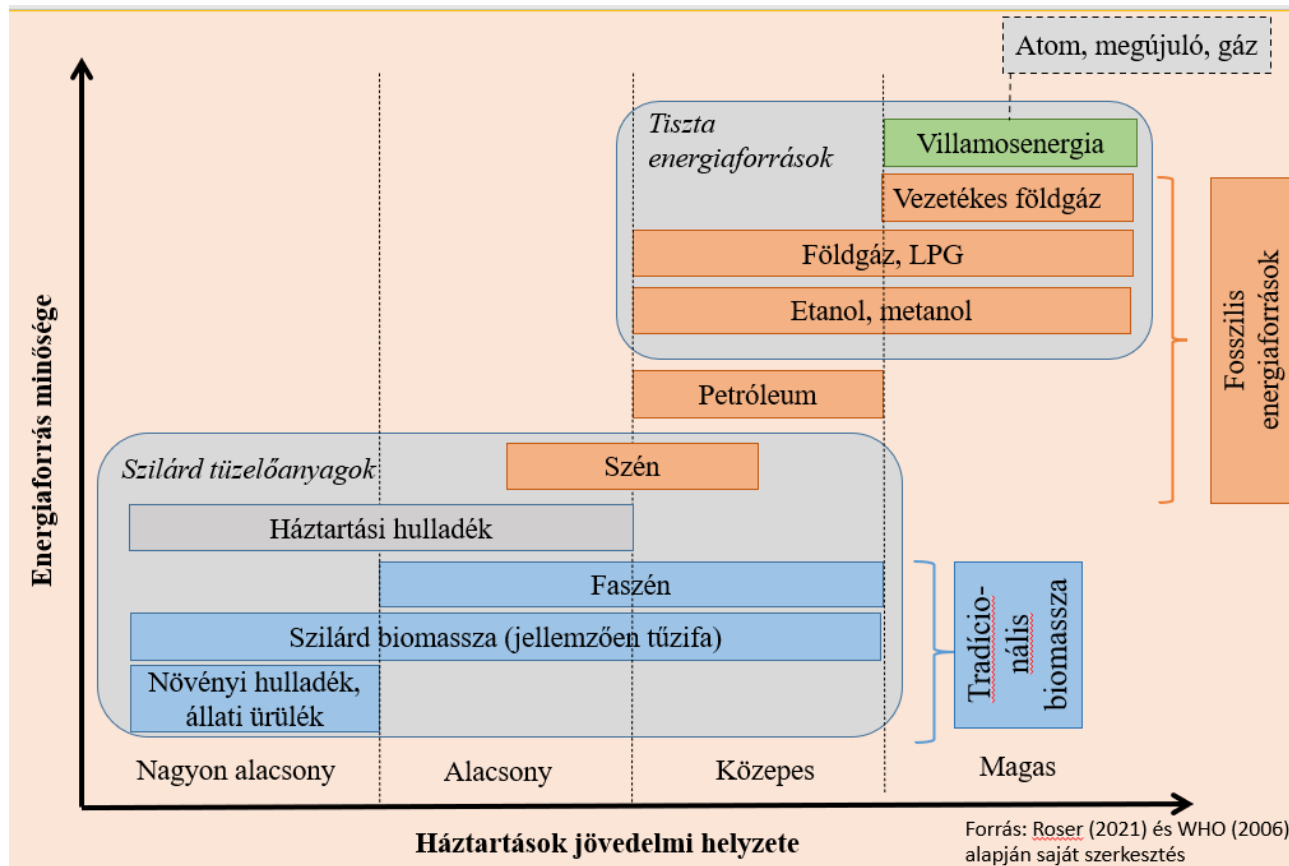 Atom, megújuló, gáz
Tiszta
energiaforrások
Villamosenergia
Vezetékes földgáz
Földgáz, LPG
Etanol, metanol
Petróleum
Fosszilis
energiaforrások
Szilárd tüzelőanyagok
Szén
Háztartási hulladék
Faszén
Szilárd biomassza (jellemzően tűzifa)
Növényi hulladék,
állati ürülék
Tradício-
nális
biomassza
Energiaforrás minősége
Nagyon alacsony
Alacsony
Közepes
Magas
Háztartások jövedelmi helyzete
Forrás: Roser (2021) és WHO (2006)
alapján saját szerkesztés